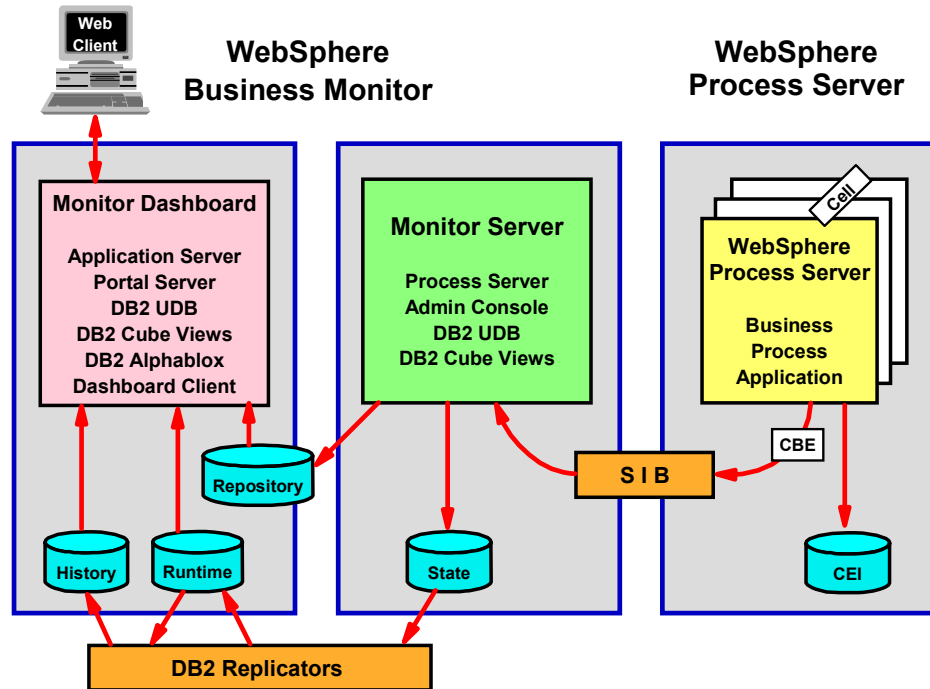 Web
Client
WebSphere
Business Monitor
WebSphere
Process Server
Monitor Dashboard
Application Server
Portal Server
DB2 UDB
DB2 Cube Views
DB2 Alphablox
Dashboard Client
Monitor Server
Process Server
Admin Console
DB2 UDB
DB2 Cube Views
Cell
WebSphere
Process Server
Business
Process
Application
CBE
S I B
Repository
History
Runtime
State
CEI
DB2 Replicators